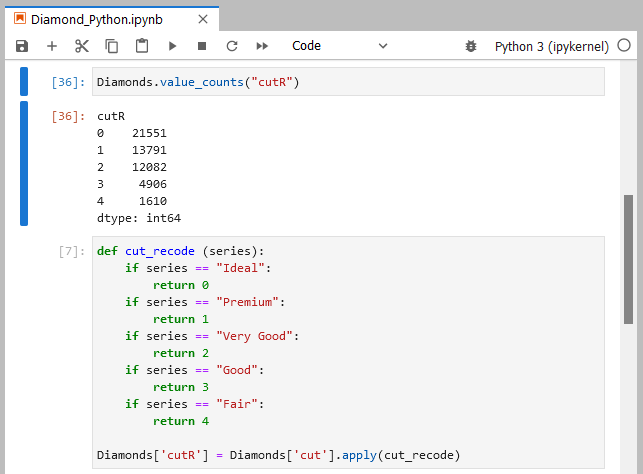 Diamond_Python.ipynb
Code
Python 3 (ipykernel)
[36]: Diamonds.value_counts("cutR")
[36]: cutR
0    21551
1    13791
2    12082
3     4906
4     1610
dtype: int64
[7]: def cut_recode (series):
    if series == "Ideal":
        return 0
    if series == "Premium":
        return 1
    if series == "Very Good":
        return 2
    if series == "Good":
        return 3
    if series == "Fair":
        return 4
Diamonds['cutR'] = Diamonds['cut'].apply(cut_recode)